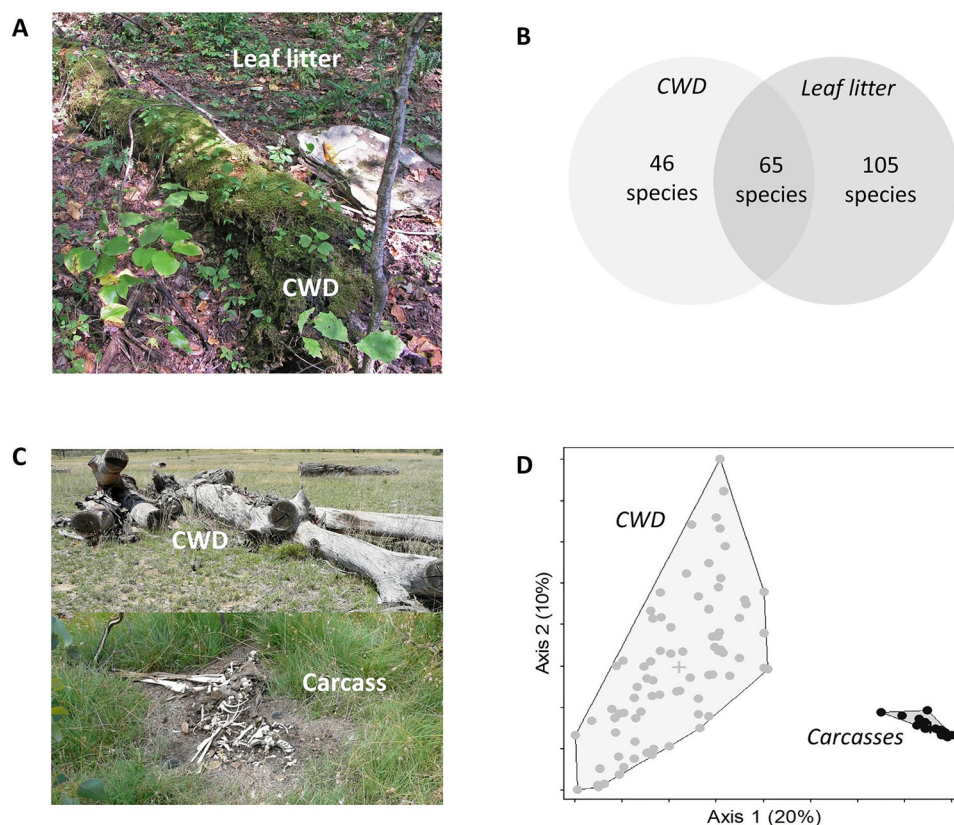 A
Leaf litter
CWD
B
CWD
Leaf litter
46
species
65
species
105
species
C
CWD
Carcass
D
CWD
Carcasses
Axis 2 (10%)
Axis 1 (20%)